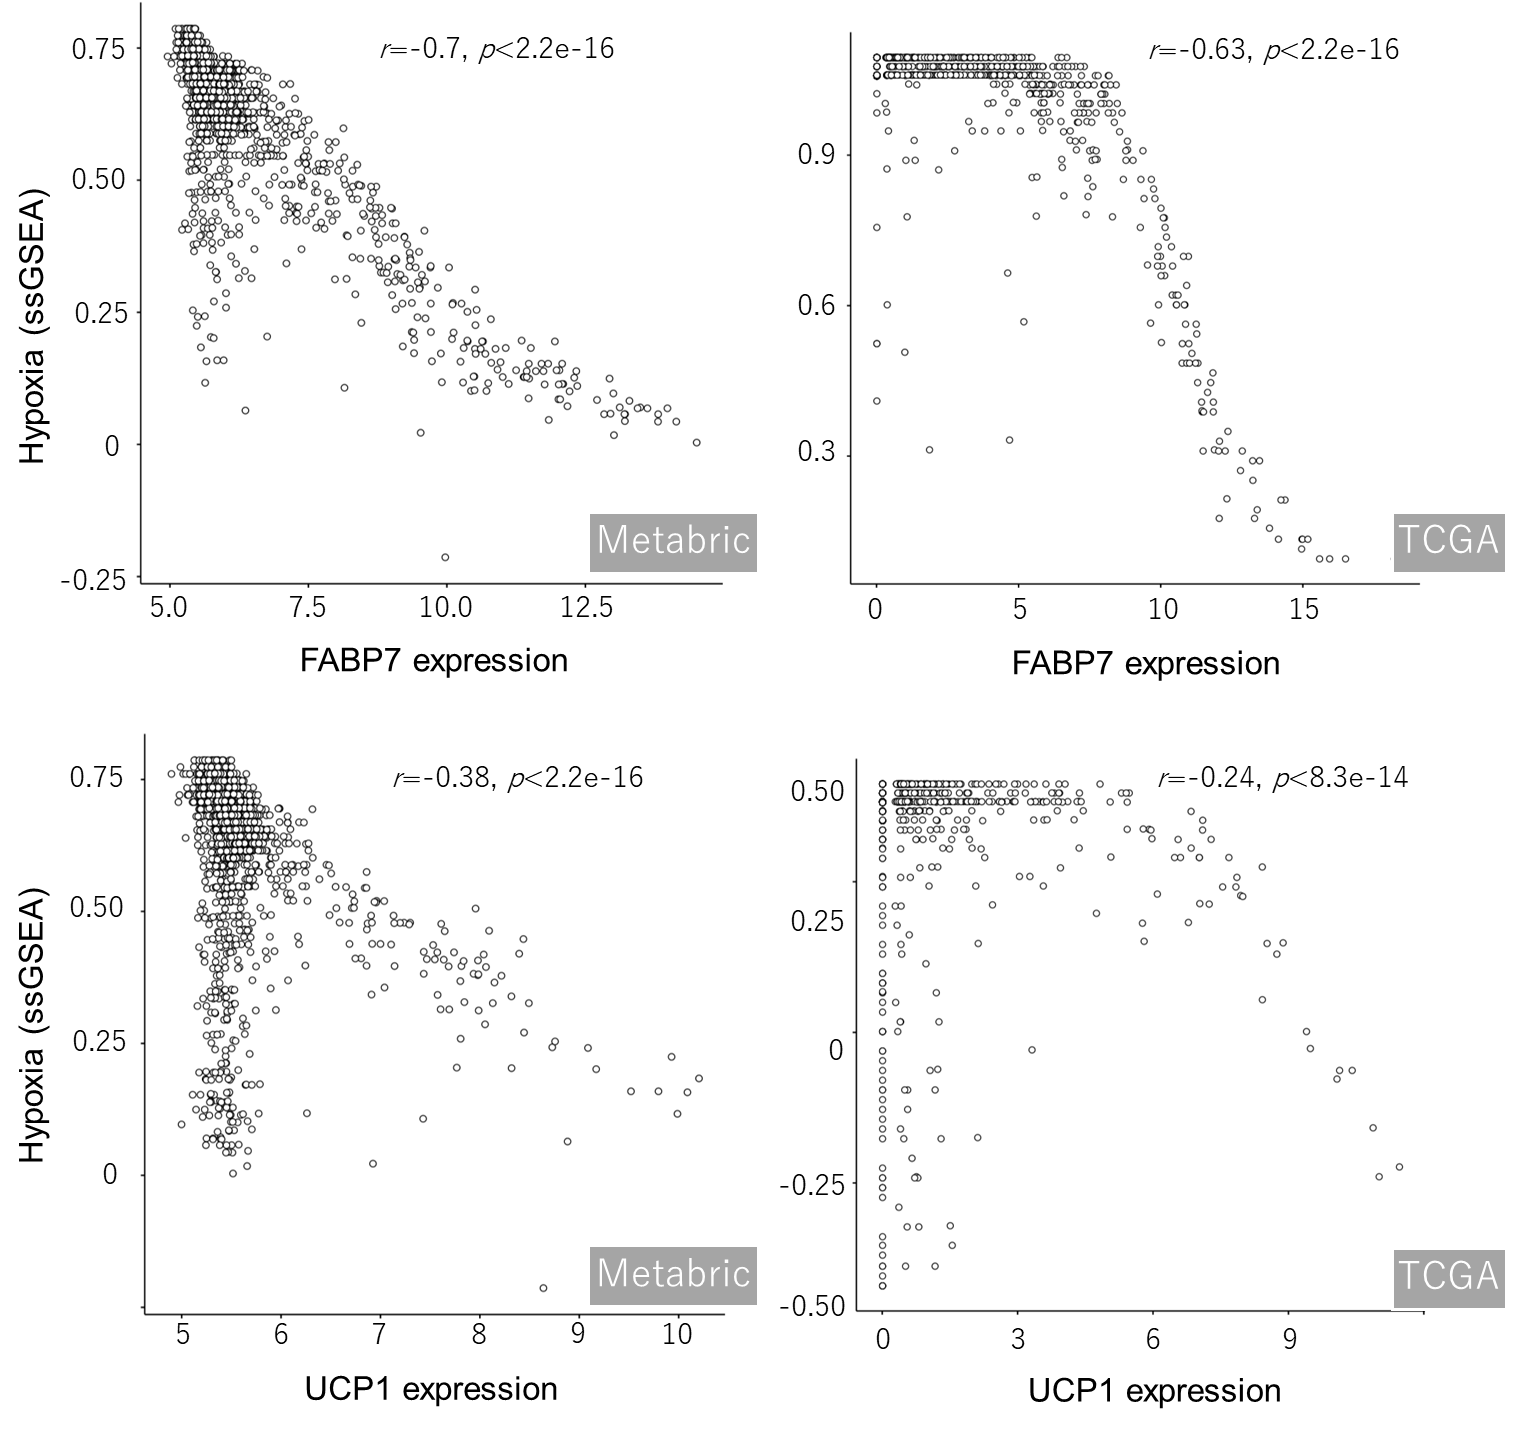 r=-0.7, p<2.2e-16
0.75
0.50
0.25
0
-0.25
Hypoxia (ssGSEA)
Metabric
5.0 7.5 10.0 12.5
FABP7 expression
r=-0.63, p<2.2e-16
0.9
0.6
0.3
TCGA
0 5 10 15
FABP7 expression
r=-0.38, p<2.2e-16
0.75
0.50
0.25
0
Hypoxia (ssGSEA)
Metabric
5 6 7 8 9 10
UCP1 expression
r=-0.24, p<8.3e-14
0.50
0.25
0
-0.25
-0.50
TCGA
0 3 6 9
UCP1 expression